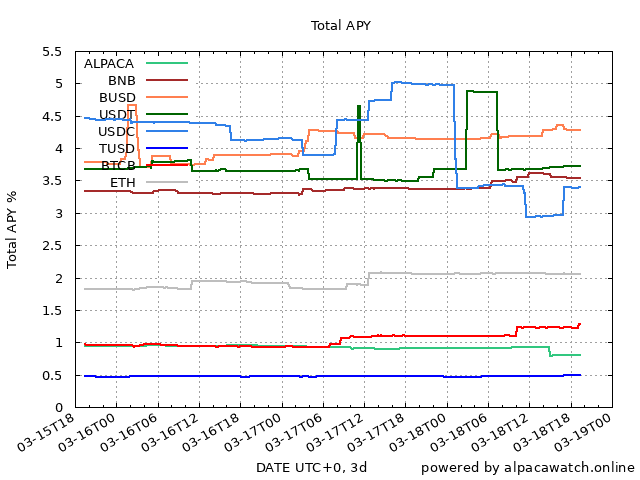 Total APY
5.5
5
4.5
4
3.5
3
2.5
2
1.5
1
0.5
0
Total APY %
ALPACA
BNB
BUSD
USDT
USDC
TUSD
BTCB
ETH
03-15T18
03-16T00
03-16T06
03-16T12
03-16T18
03-17T00
03-17T06
03-17T12
03-17T18
03-18T00
03-18T06
03-18T12
03-18T18
03-19T00
DATE UTC+0, 3d
powered by alpacawatch.online